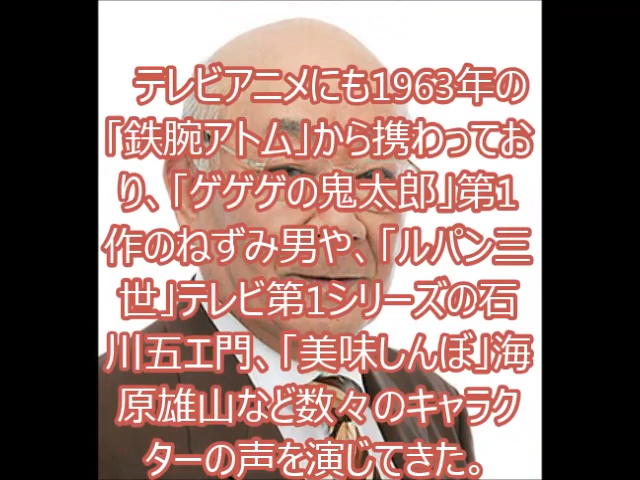 テレビアニメにも1963年の
「鉄腕アトム」から携わってお
り、「ゲゲゲの鬼太郎」第1
作のねずみ男や、「ルパン三
世」テレビ第1シリーズの石
川五エ門、「美味しんぼ」海
原雄山など数々のキャラク
ターの声を演じてきた。